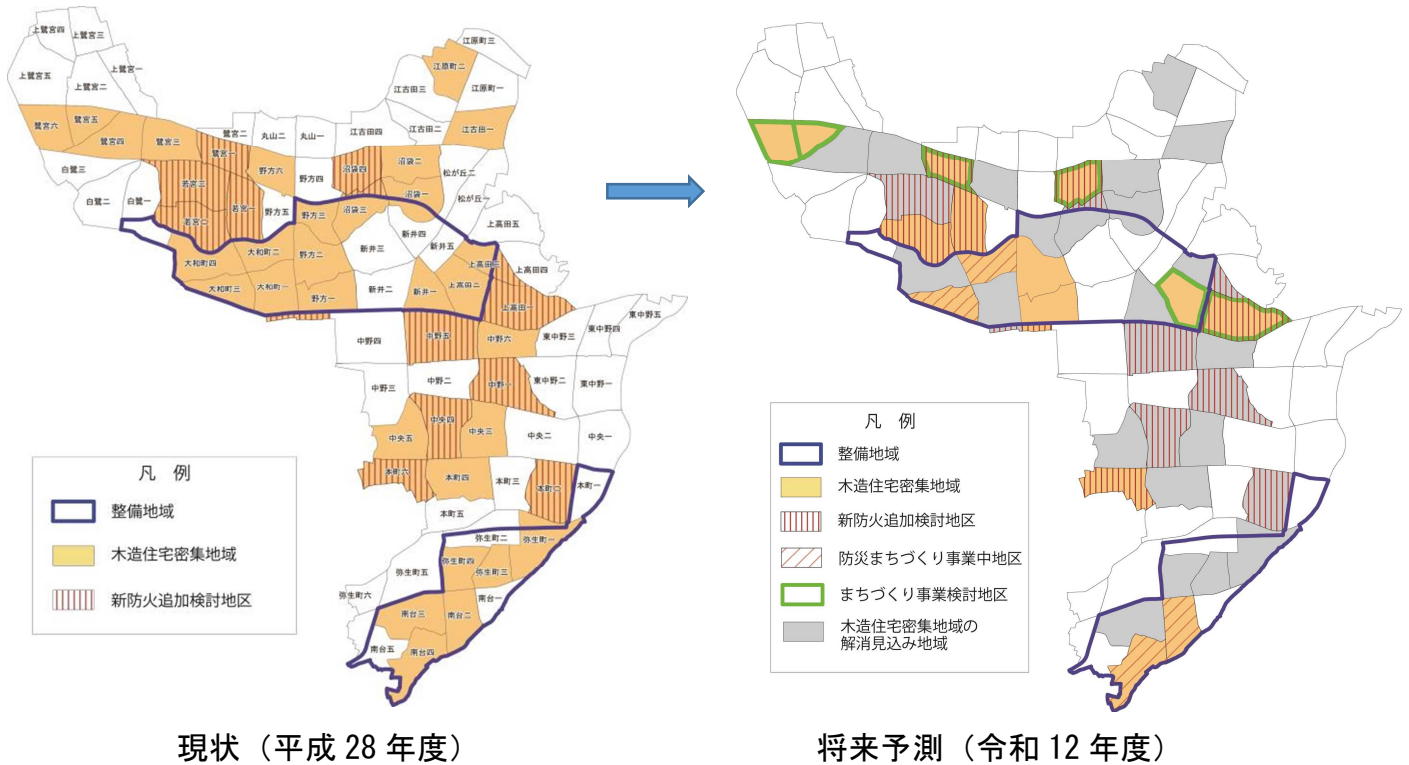 上鷺宮四
上鷺宮三
上鷺宮一
上鷺宮五
上鷺宮二
江原町三
江原町二
江古田三
江原町一
鷺宮六
鷺宮五
鷺宮四
鷺宮三
鷺宮二
鷺宮一
丸山二
丸山一
江古田四
江古田二
江古田一
白鷺三
白鷺二
白鷺一
若宮三
若宮二
若宮一
野方六
野方五
野方四
沼袋四
沼袋二
沼袋一
松が丘二
松が丘一
野方三
沼袋三
上高田五
大和町四
大和町二
野方二
新井三
新井四
新井五
上高田三
上高田四
大和町三
大和町一
野方一
新井二
新井一
上高田二
上高田一
中野四
中野五
中野六
東中野三
東中野四
東中野五
中野三
中野二
中野一
東中野二
東中野一
中央五
中央四
中央三
中央二
中央一
本町六
本町四
本町三
本町二
本町一
本町五
弥生町二
弥生町一
弥生町五
弥生町四
弥生町三
弥生町六
南台三
南台二
南台一
南台五
南台四
凡 例
整備地域
木造住宅密集地域
新防火追加検討地区
凡 例
整備地域
木造住宅密集地域
新防火追加検討地区
防災まちづくり事業中地区
まちづくり事業検討地区
木造住宅密集地域の
解消見込み地域
現状（平成 28 年度）
将来予測（令和 12 年度）